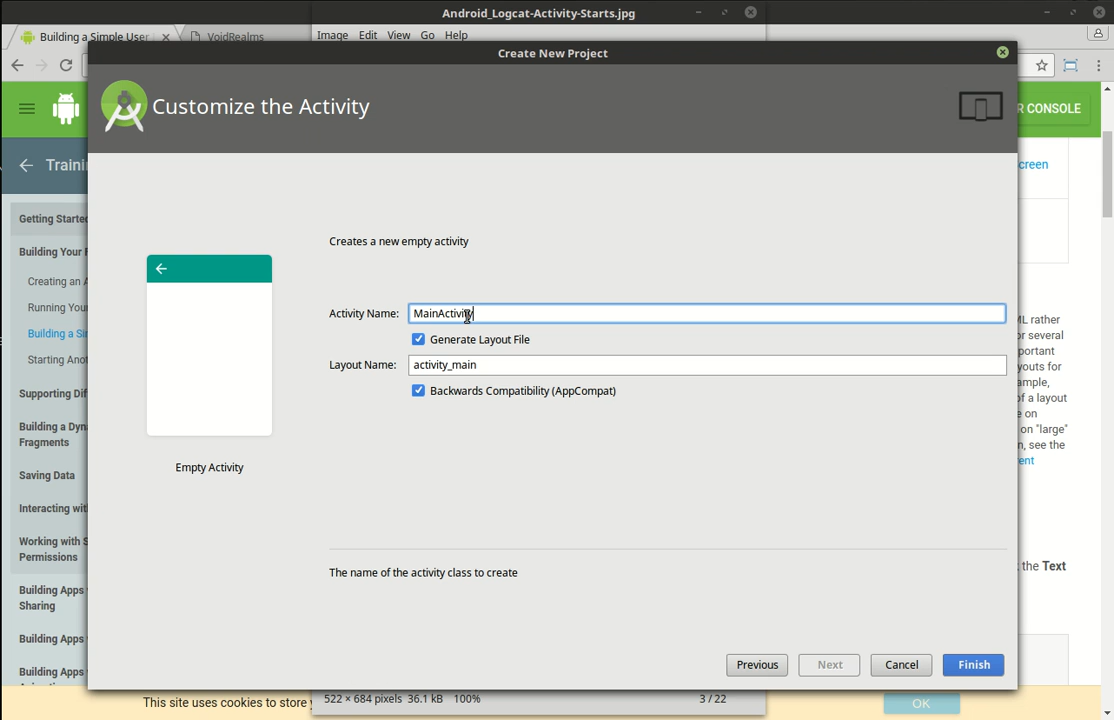 Android_Logcat-Activity-Starts.jpg
Building a Simple User
VoidRealms
Image Edit View Go Help
Create New Project
Customize the Activity
R CONSOLE
Traini
creen
Getting Started
Building Your F
Creating an A
Running Your
Building a Si
Starting Anot
Supporting Dif
Building a Dyna
Fragments
Saving Data
Interacting with
Working with S
Permissions
Building Apps
Sharing
Building Apps
Building Apps
Creates a new empty activity
Activity Name: MainActivity
Generate Layout File
Layout Name: activity_main
Backwards Compatibility (AppCompat)
Empty Activity
The name of the activity class to create
ML rather
or several
portant
youts for
ample,
of a layout
e on
on "large"
n, see the
ent
the Text
Previous Next Cancel Finish
This site uses cookies to store
522 × 684 pixels 36.1 kB 100% 3 / 22
OK